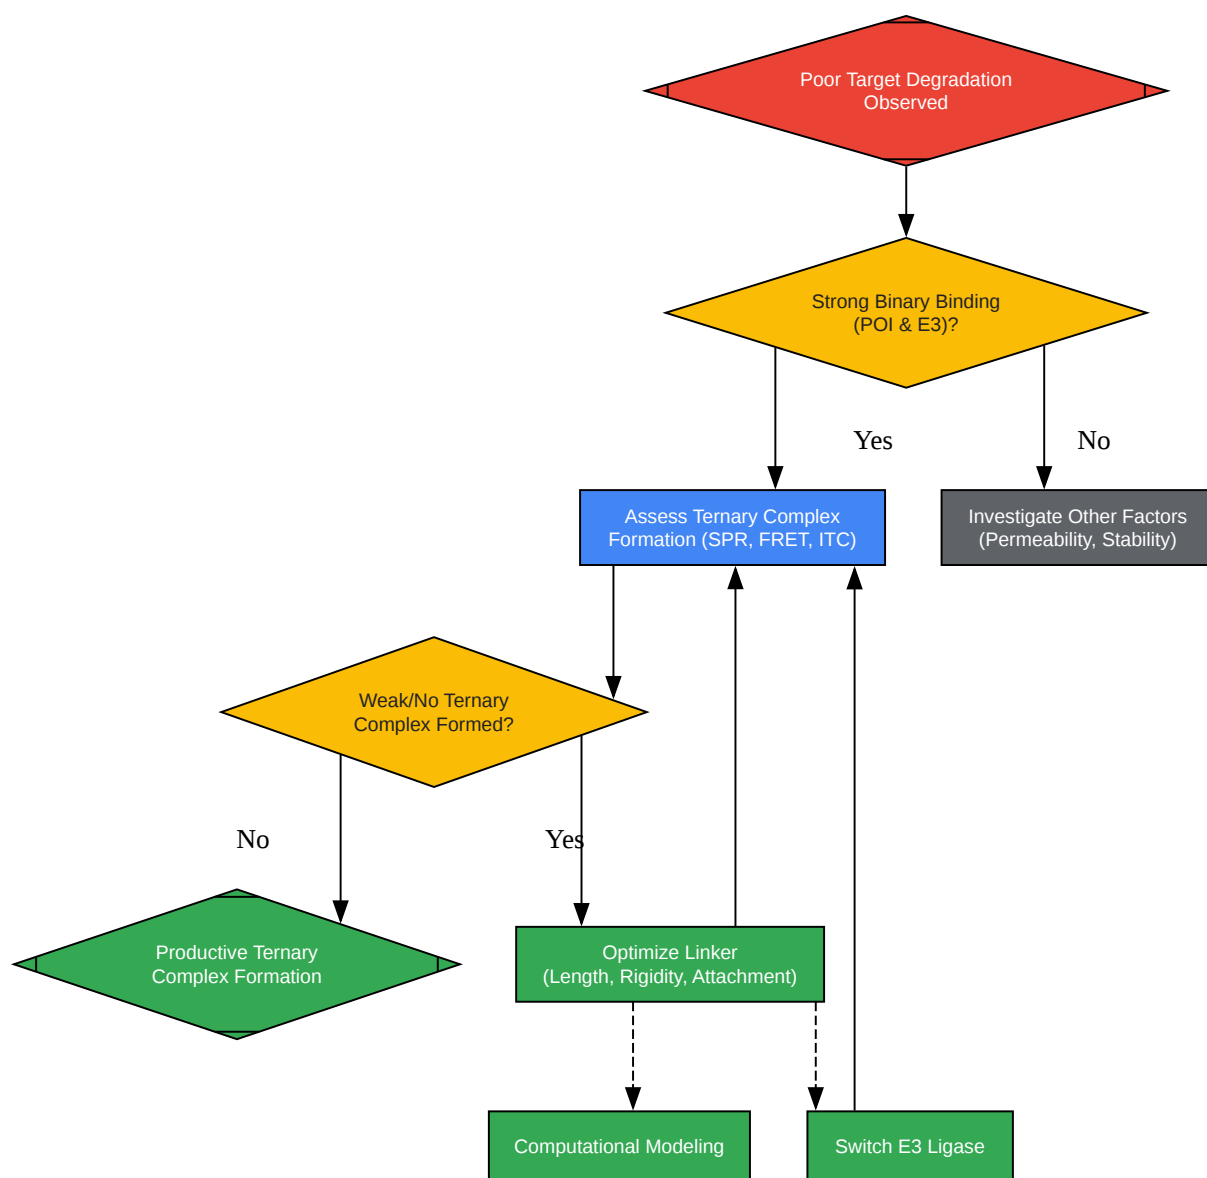 Poor Target Degradation
Observed
Strong Binary Binding
(POI & E3)?
Yes
No
Assess Ternary Complex
Formation (SPR, FRET, ITC)
Investigate Other Factors
(Permeability, Stability)
Weak/No Ternary
Complex Formed?
No
Yes
Productive Ternary
Complex Formation
Optimize Linker
(Length, Rigidity, Attachment)
Computational Modeling
Switch E3 Ligase